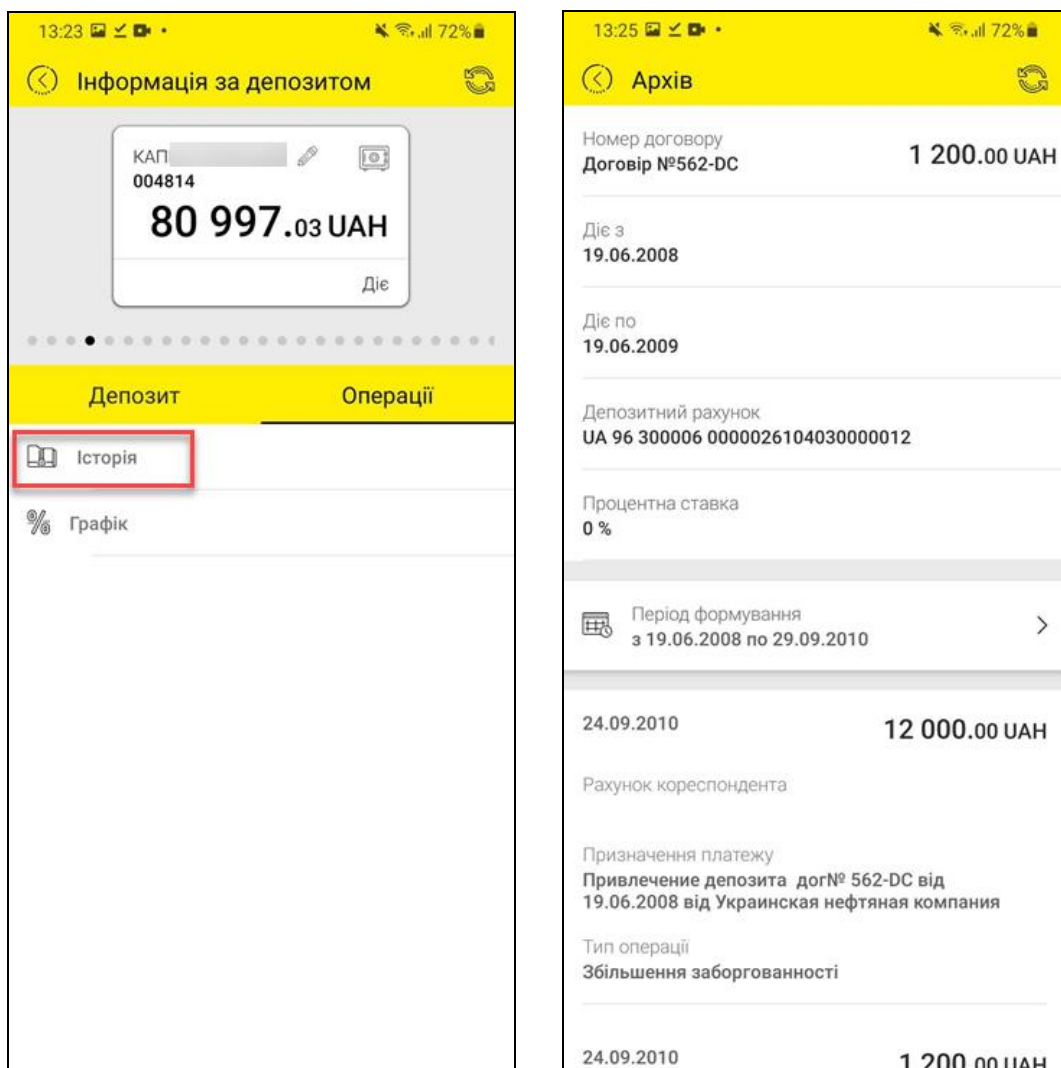 13:23 72%
Інформація за депозитом
КАП
004814
80 997.03 UAH
Діє
Депозит Операції
Історія
% Графік
13:25 72%
Архів
Номер договору
Договір №562-DC
1 200.00 UAH
Діє з
19.06.2008
Діє по
19.06.2009
Депозитний рахунок
UA 96 300006 0000026104030000012
Процентна ставка
0 %
Період формування
з 19.06.2008 по 29.09.2010
24.09.2010 12 000.00 UAH
Рахунок кореспондента
Призначення платежу
Привлечение депозита дог№ 562-DC від
19.06.2008 від Украинская нефтяная компания
Тип операції
Збільшення заборгованності
24.09.2010 1 200.00 UAH